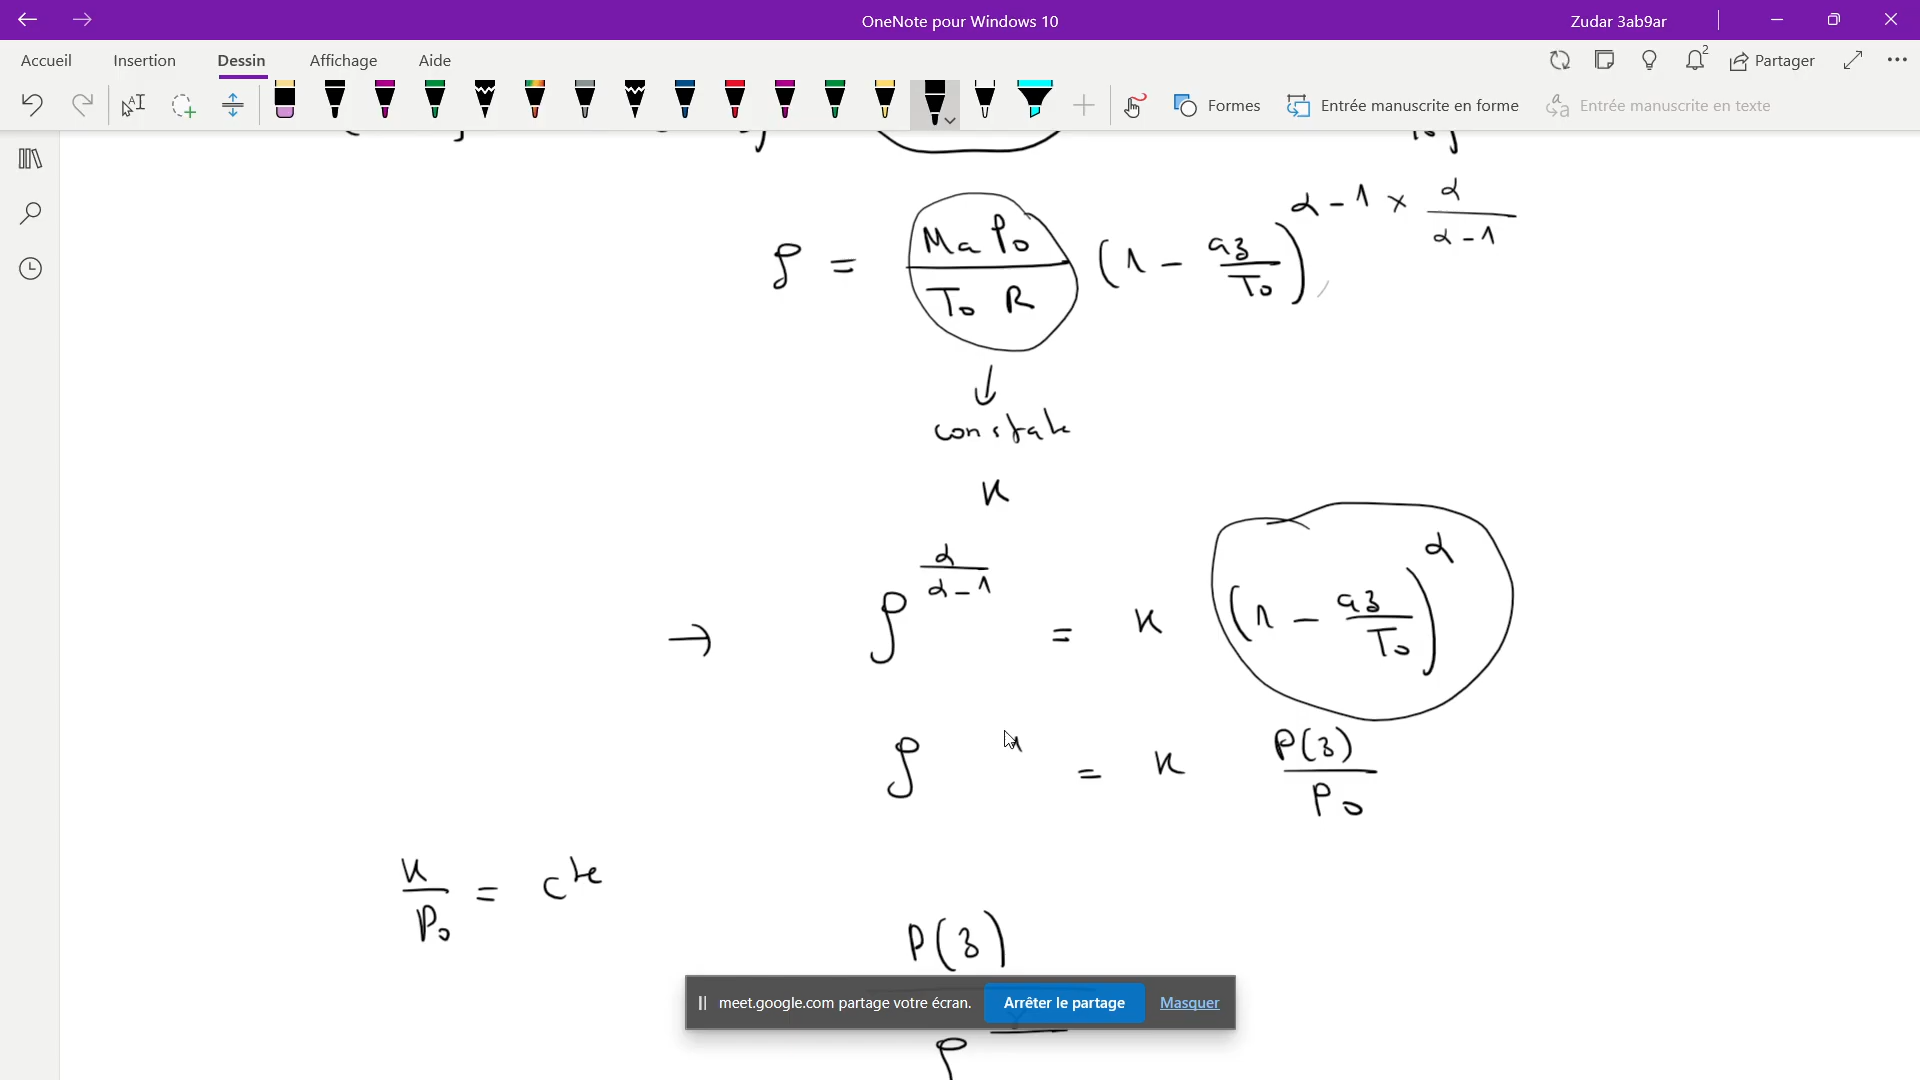 OneNote pour Windows 10
Zudar 3ab9ar
Accueil Insertion Dessin Affichage Aide
2 Partager
Formes Entrée manuscrite en forme Entrée manuscrite en texte
ρ = Ma P₀ / T₀ R (1 - az/T₀)^(α - 1 × α/(α - 1))
↓
constate
K
→ ρ^(α/(α - 1)) = K (1 - az/T₀)^α
ρ = K P(z)/P₀
K/P₀ = cte
P(z)
meet.google.com partage votre écran. Arrêter le partage Masquer
ρ